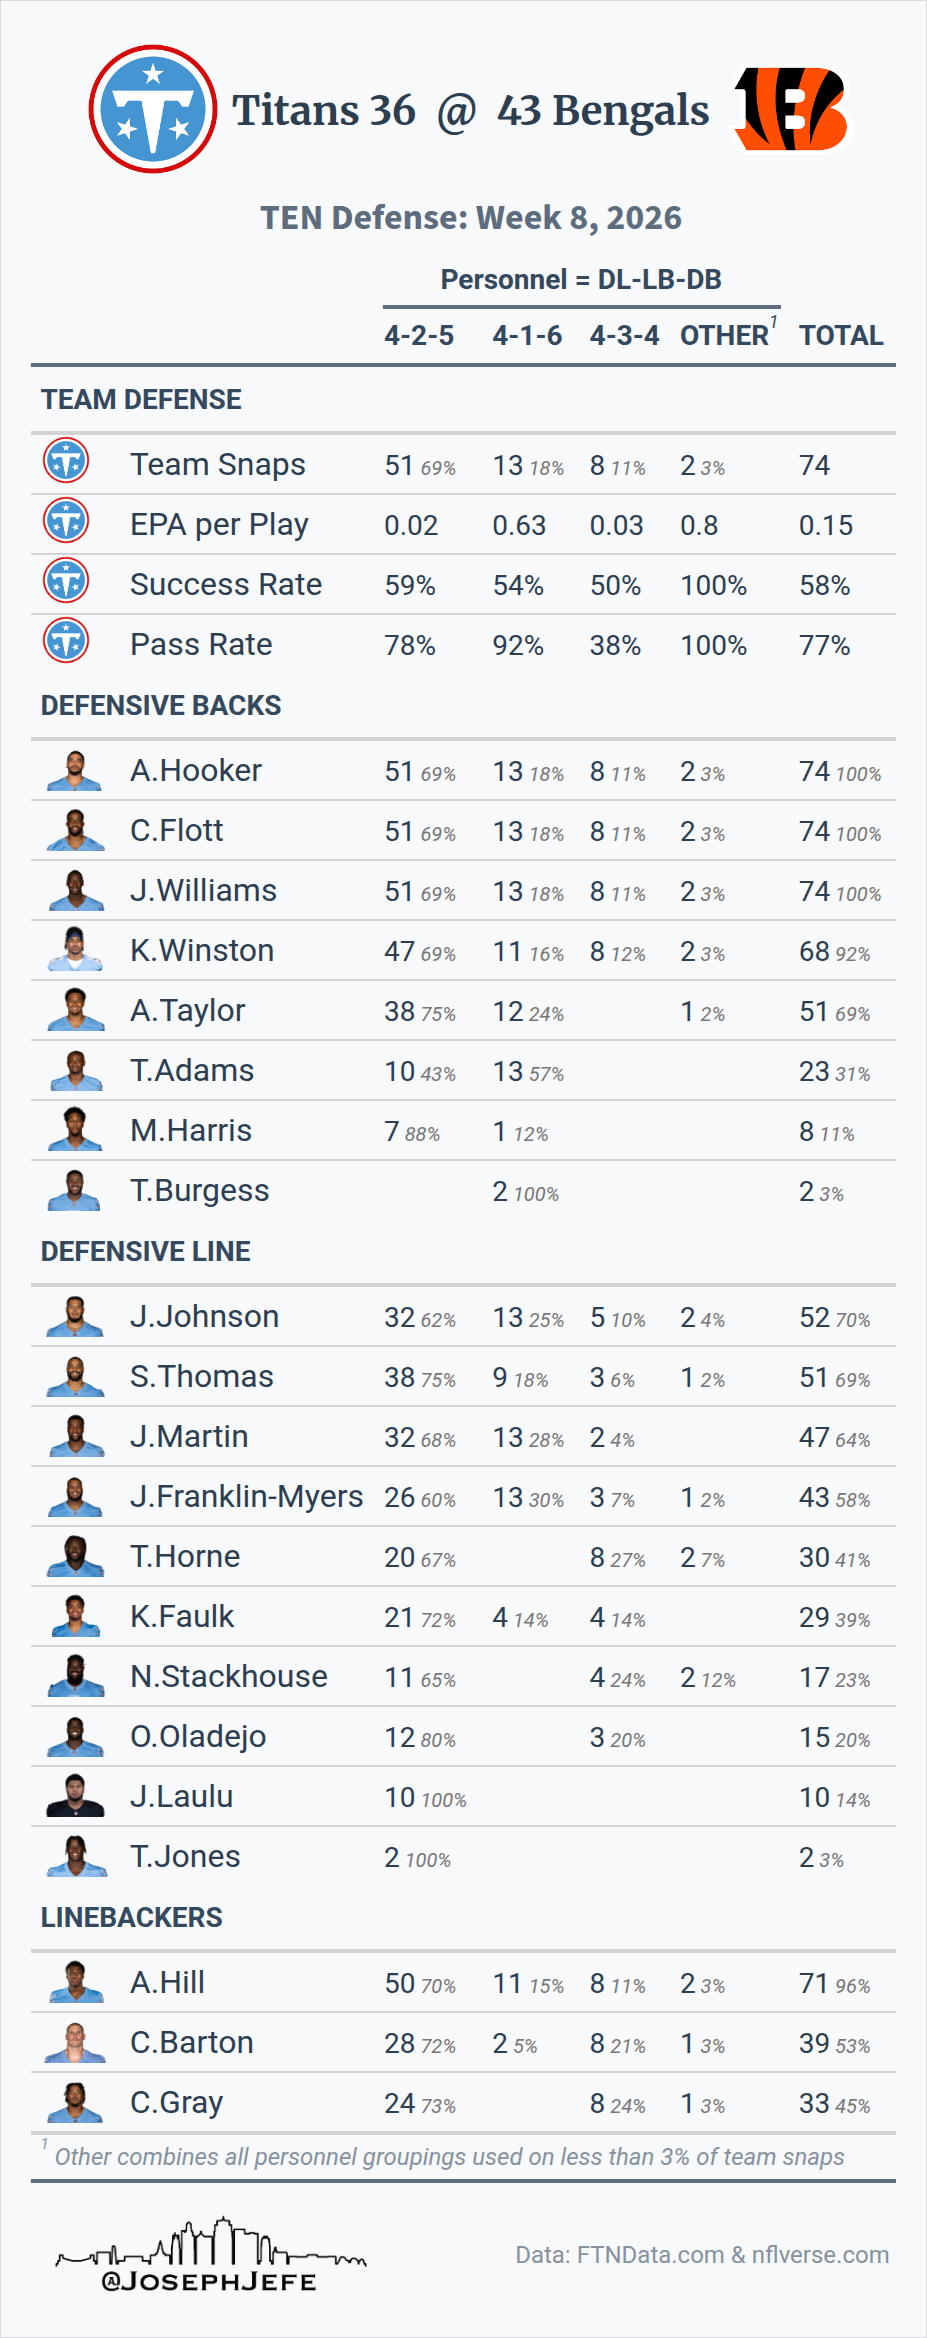 Titans 36 @ 43 Bengals
TEN Defense: Week 8, 2026
Personnel = DL-LB-DB
4-2-5 4-1-6 4-3-4 OTHER1 TOTAL
TEAM DEFENSE
Team Snaps 51 69% 13 18% 8 11% 2 3% 74
EPA per Play 0.02 0.63 0.03 0.8 0.15
Success Rate 59% 54% 50% 100% 58%
Pass Rate 78% 92% 38% 100% 77%
DEFENSIVE BACKS
A.Hooker 51 69% 13 18% 8 11% 2 3% 74 100%
C.Flott 51 69% 13 18% 8 11% 2 3% 74 100%
J.Williams 51 69% 13 18% 8 11% 2 3% 74 100%
K.Winston 47 69% 11 16% 8 12% 2 3% 68 92%
A.Taylor 38 75% 12 24% 1 2% 51 69%
T.Adams 10 43% 13 57% 23 31%
M.Harris 7 88% 1 12% 8 11%
T.Burgess 2 100% 2 3%
DEFENSIVE LINE
J.Johnson 32 62% 13 25% 5 10% 2 4% 52 70%
S.Thomas 38 75% 9 18% 3 6% 1 2% 51 69%
J.Martin 32 68% 13 28% 2 4% 47 64%
J.Franklin-Myers 26 60% 13 30% 3 7% 1 2% 43 58%
T.Horne 20 67% 8 27% 2 7% 30 41%
K.Faulk 21 72% 4 14% 4 14% 29 39%
N.Stackhouse 11 65% 4 24% 2 12% 17 23%
O.Oladejo 12 80% 3 20% 15 20%
J.Laulu 10 100% 10 14%
T.Jones 2 100% 2 3%
LINEBACKERS
A.Hill 50 70% 11 15% 8 11% 2 3% 71 96%
C.Barton 28 72% 2 5% 8 21% 1 3% 39 53%
C.Gray 24 73% 8 24% 1 3% 33 45%
1 Other combines all personnel groupings used on less than 3% of team snaps
@JOSEPHJEFE
Data: FTNData.com & nflverse.com